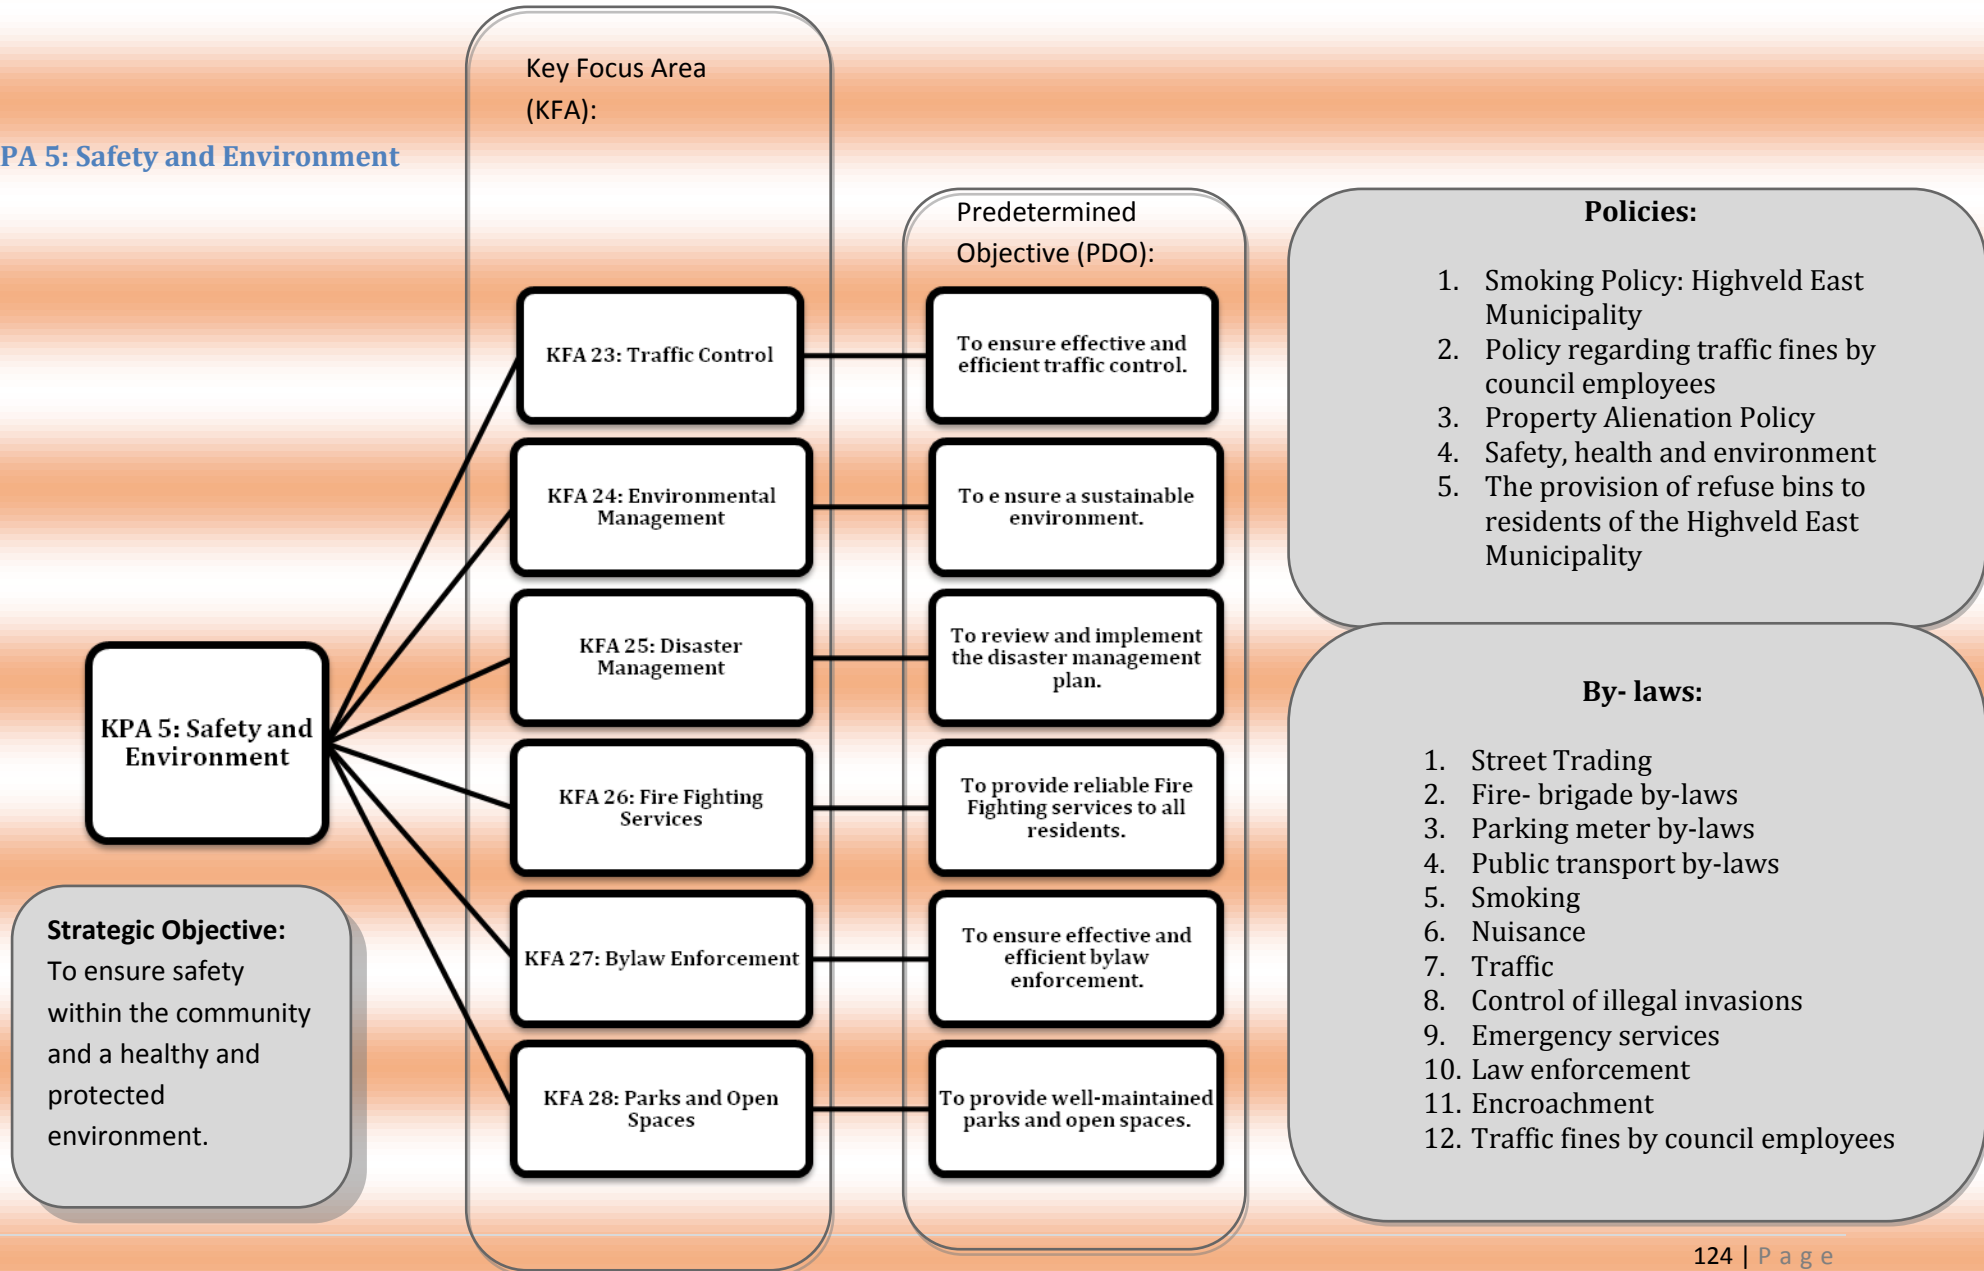 Key Focus Area
(KFA):
PA 5: Safety and Environment
Predetermined
Objective (PDO):
KPA 5: Safety and
Environment
KFA 23: Traffic Control
To ensure effective and
efficient traffic control.
KFA 24: Environmental
Management
To e nsure a sustainable
environment.
KFA 25: Disaster
Management
To review and implement
the disaster management
plan.
KFA 26: Fire Fighting
Services
To provide reliable Fire
Fighting services to all
residents.
KFA 27: Bylaw Enforcement
To ensure effective and
efficient bylaw
enforcement.
KFA 28: Parks and Open
Spaces
To provide well-maintained
parks and open spaces.
Strategic Objective:
To ensure safety
within the community
and a healthy and
protected
environment.
Policies:
1. Smoking Policy: Highveld East
Municipality
2. Policy regarding traffic fines by
council employees
3. Property Alienation Policy
4. Safety, health and environment
5. The provision of refuse bins to
residents of the Highveld East
Municipality
By- laws:
1. Street Trading
2. Fire- brigade by-laws
3. Parking meter by-laws
4. Public transport by-laws
5. Smoking
6. Nuisance
7. Traffic
8. Control of illegal invasions
9. Emergency services
10. Law enforcement
11. Encroachment
12. Traffic fines by council employees
124 | P a g e